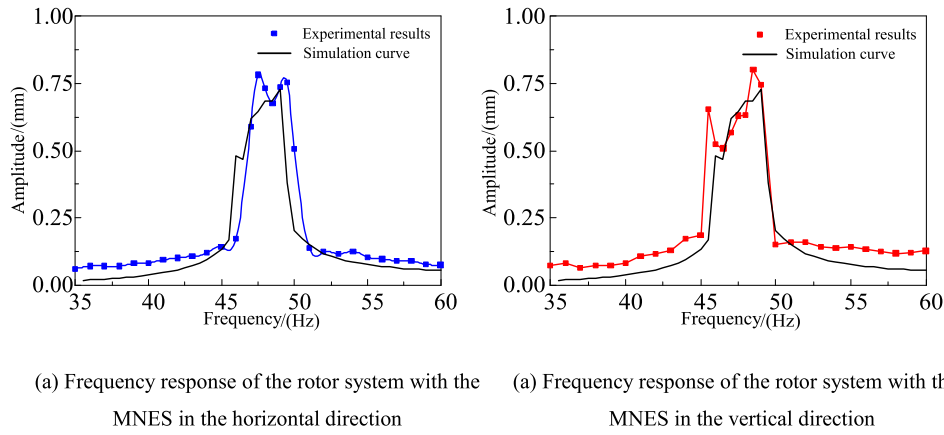 1.00
0.75
0.50
0.25
0.00
Amplitude/(mm)
Experimental results
Simulation curve
35 40 45 50 55 60
Frequency/(Hz)
(a) Frequency response of the rotor system with the
MNES in the horizontal direction
1.00
0.75
0.50
0.25
0.00
Amplitude/(mm)
Experimental results
Simulation curve
35 40 45 50 55 60
Frequency/(Hz)
(a) Frequency response of the rotor system with th
MNES in the vertical direction